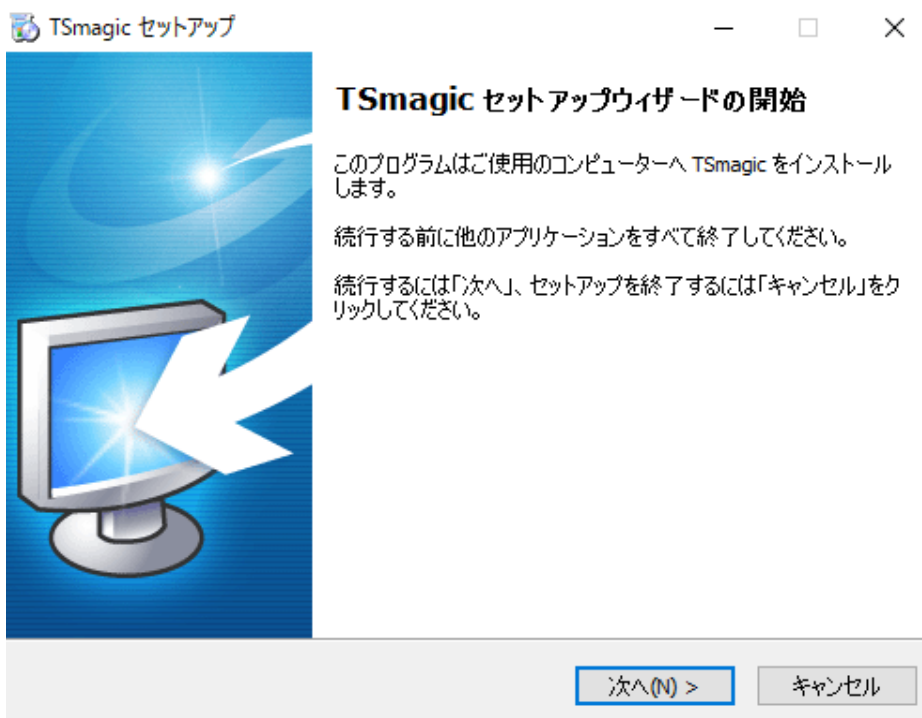 TSmagic セットアップ
TSmagic セットアップウィザードの開始
このプログラムはご使用のコンピューターへ TSmagic をインストール
します。
続行する前に他のアプリケーションをすべて終了してください。
続行するには「次へ」、セットアップを終了するには「キャンセル」をク
リックしてください。
次へ(N) >
キャンセル